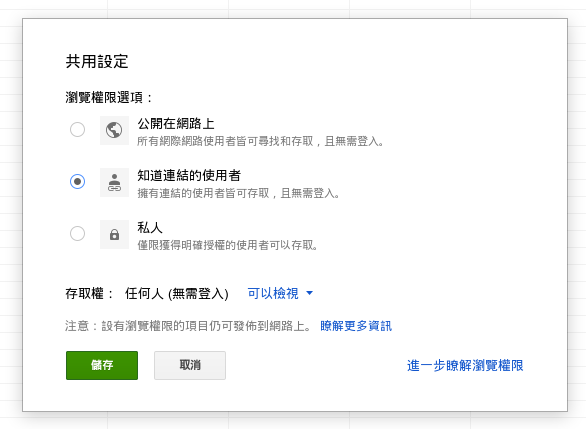 共用設定
瀏覽權限選項：
公開在網路上
所有網際網路使用者皆可尋找和存取，且無需登入。
知道連結的使用者
擁有連結的使用者皆可存取，且無需登入。
私人
僅限獲得明確授權的使用者可以存取。
存取權： 任何人 (無需登入) 可以檢視
注意：設有瀏覽權限的項目仍可發佈到網路上。 瞭解更多資訊
儲存 取消 進一步瞭解瀏覽權限